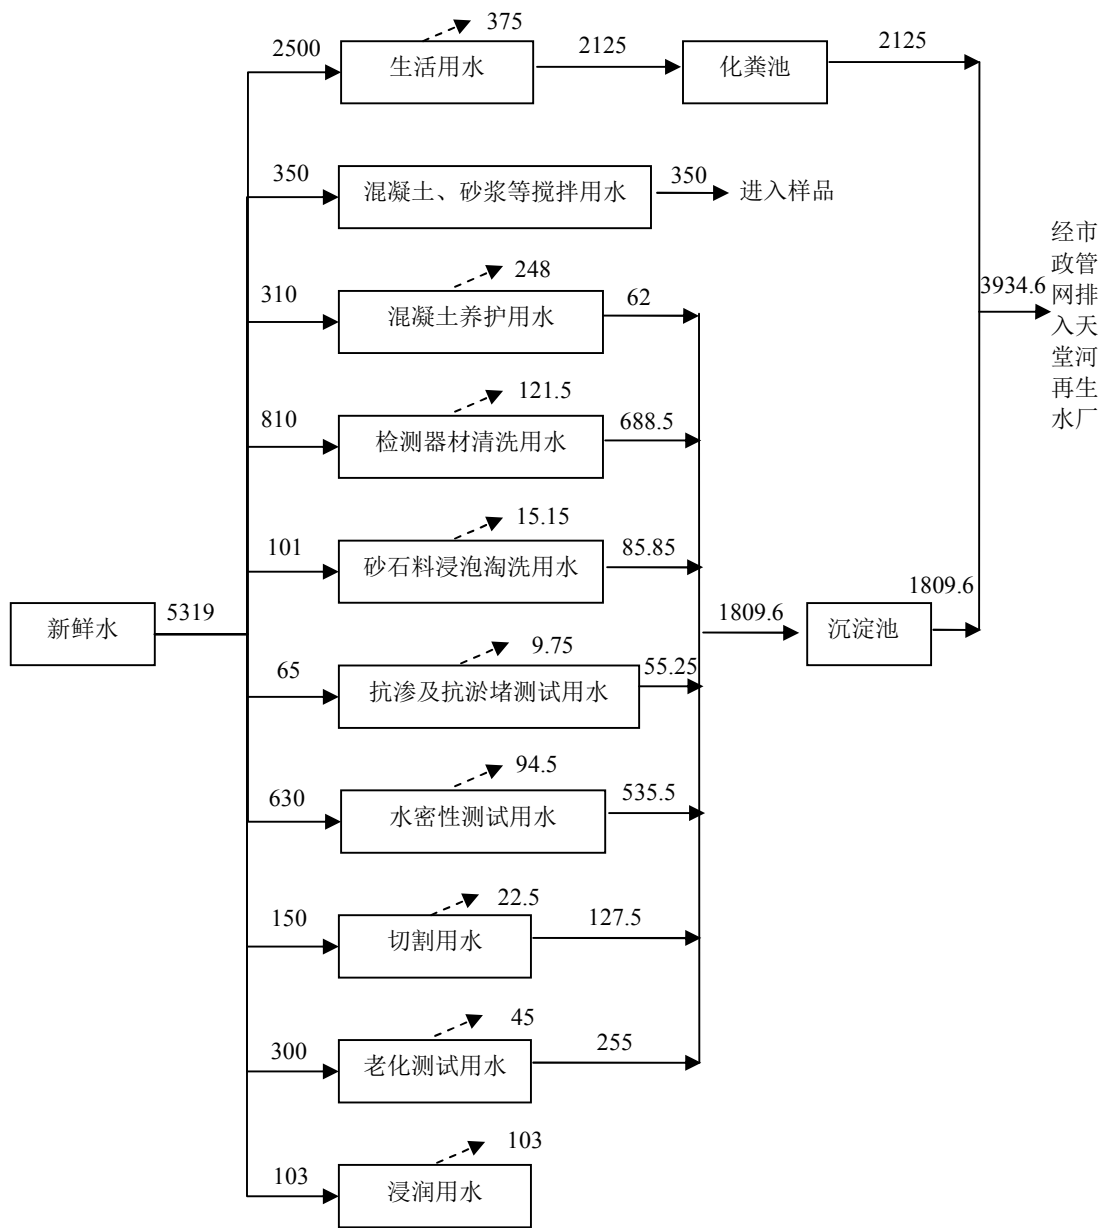 375
2500
生活用水
2125
化粪池
2125
350
混凝土、砂浆等搅拌用水
350
进入样品
248
310
混凝土养护用水
62
121.5
810
检测器材清洗用水
688.5
15.15
101
砂石料浸泡淘洗用水
85.85
新鲜水
5319
9.75
65
抗渗及抗淤堵测试用水
55.25
1809.6
沉淀池
1809.6
3934.6
经市
政管
网排
入天
堂河
再生
水厂
94.5
630
水密性测试用水
535.5
22.5
150
切割用水
127.5
45
300
老化测试用水
255
103
103
浸润用水